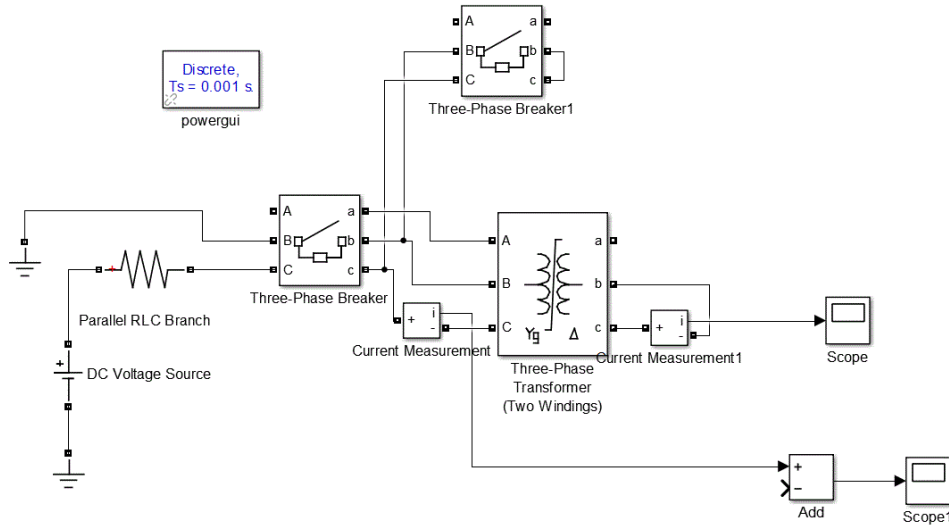 A a
B b
C c
Three-Phase Breaker1
Discrete,
Ts = 0.001 s.
powergui
A a
B b
C c
Three-Phase Breaker
+
Parallel RLC Branch
+
DC Voltage Source
+ i
-
Current Measurement
A a
B b
C c
Yg Δ
Three-Phase
Transformer
(Two Windings)
+ i
-
Current Measurement1
Scope
+
-
Add
Scope1